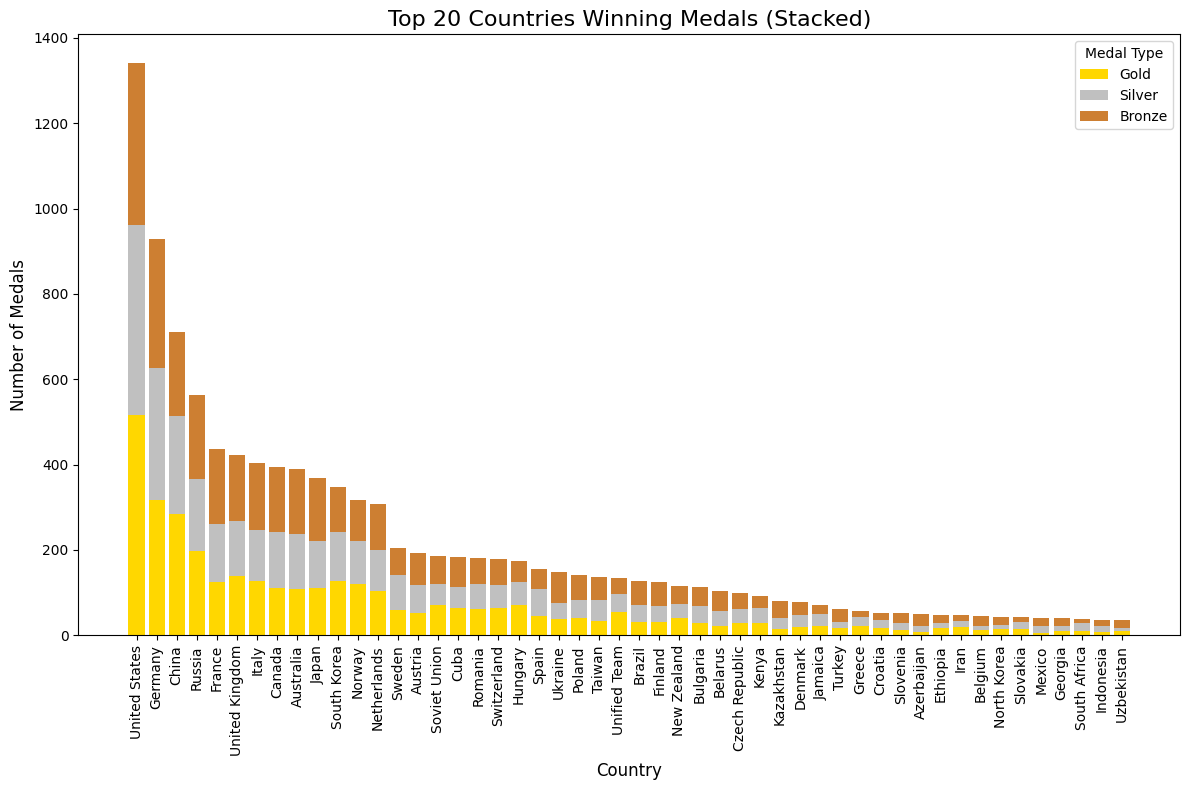 Top 20 Countries Winning Medals (Stacked)
Medal Type
Gold
Silver
Bronze
Number of Medals
1400
1200
1000
800
600
400
200
0
United States
Germany
China
Russia
France
United Kingdom
Italy
Canada
Australia
Japan
South Korea
Norway
Netherlands
Sweden
Austria
Soviet Union
Cuba
Romania
Switzerland
Hungary
Spain
Ukraine
Poland
Taiwan
Unified Team
Brazil
Finland
New Zealand
Bulgaria
Belarus
Czech Republic
Kenya
Kazakhstan
Denmark
Jamaica
Turkey
Greece
Croatia
Slovenia
Azerbaijan
Ethiopia
Iran
Belgium
North Korea
Slovakia
Mexico
Georgia
South Africa
Indonesia
Uzbekistan
Country